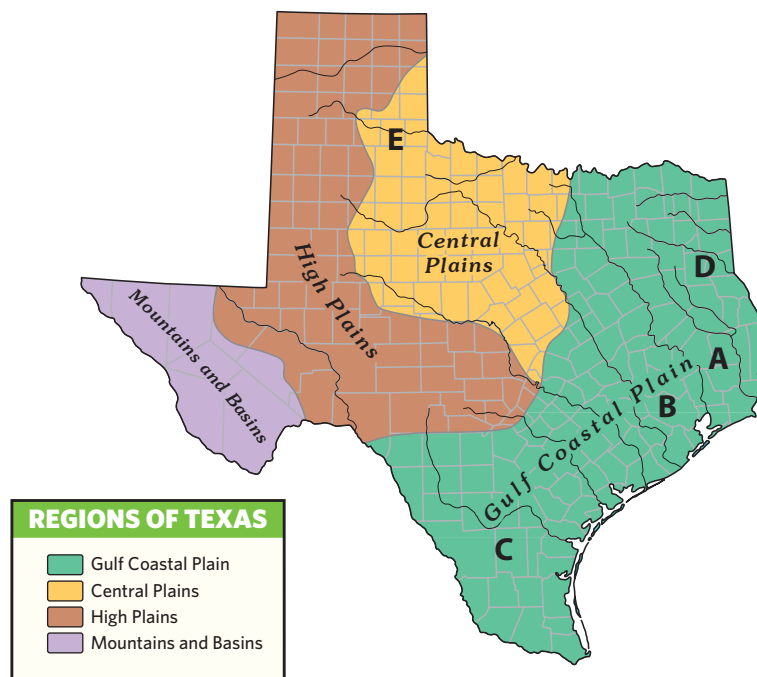 E
Central
Plains
High Plains
Mountains and Basins
D
A
B
Gulf Coastal Plain
C
REGIONS OF TEXAS
Gulf Coastal Plain
Central Plains
High Plains
Mountains and Basins